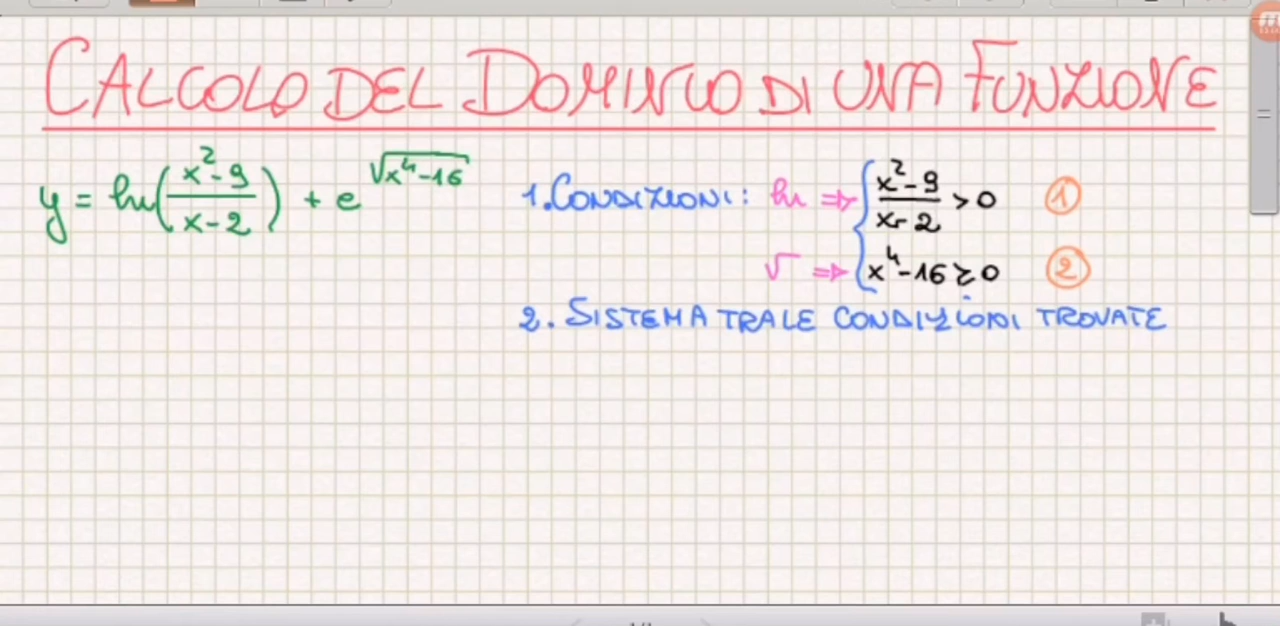 CALCOLO DEL DOMINIO DI UNA FUNZIONE
y = ln(x²-9/x-2) + e^√x⁴-16
1. CONDIZIONI: ln ⇒ { x²-9/x-2 > 0 ①
√ ⇒ { x⁴-16 ≥ 0 ②
2. SISTEMA TRA LE CONDIZIONI TROVATE